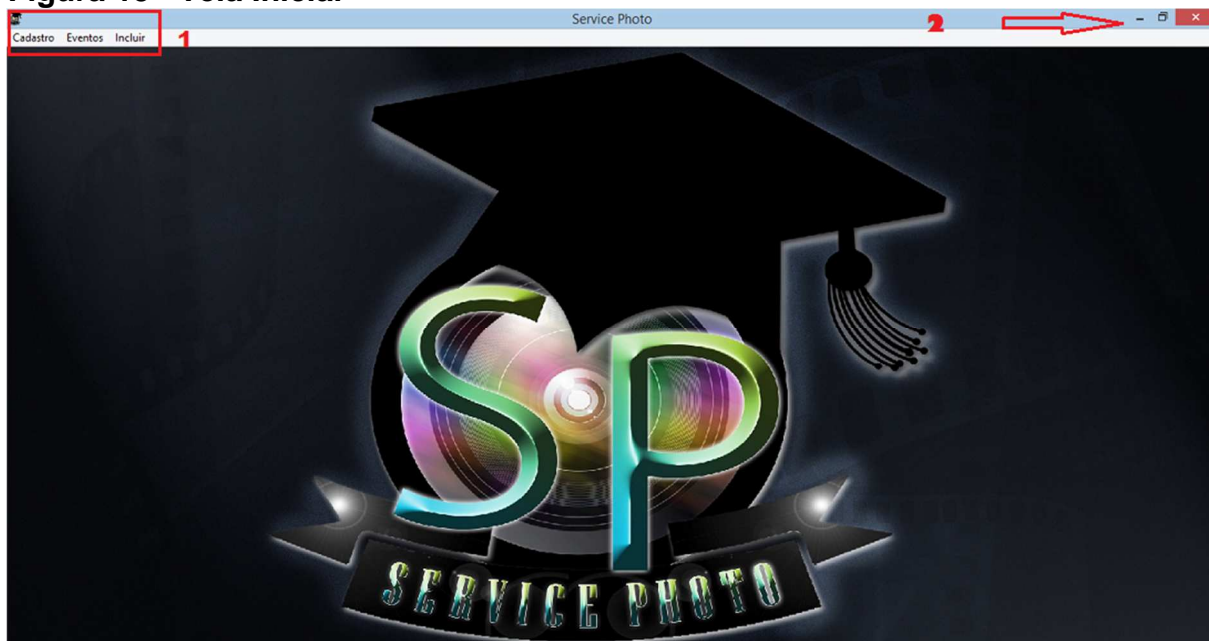 Service Photo
2
Cadastro Eventos Incluir
1
SP
SERVICE PHOTO